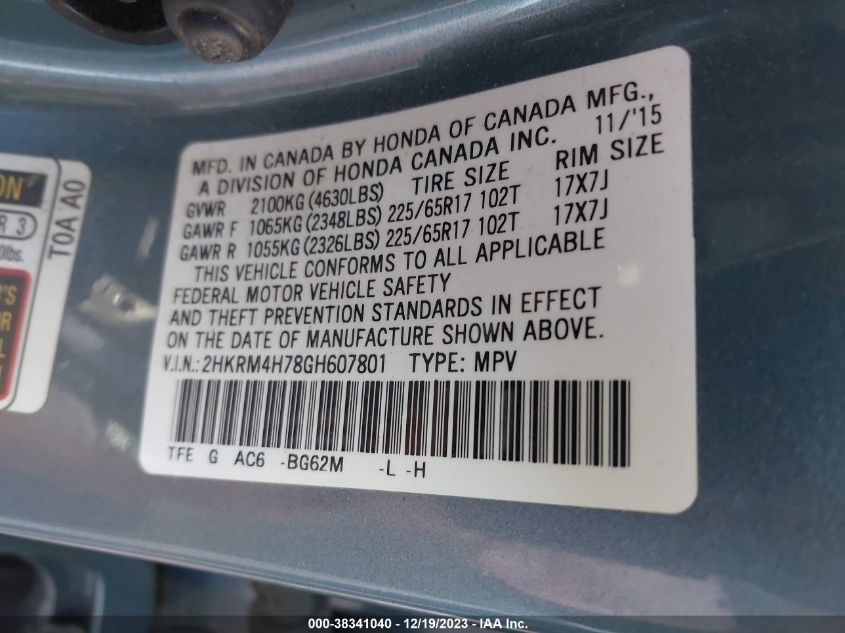 MFD. IN CANADA BY HONDA OF CANADA MFG.,
A DIVISION OF HONDA CANADA INC. 11/'15
GVWR 2100KG (4630LBS) TIRE SIZE RIM SIZE
GAWR F 1065KG (2348LBS) 225/65R17 102T 17X7J
GAWR R 1055KG (2326LBS) 225/65R17 102T 17X7J
THIS VEHICLE CONFORMS TO ALL APPLICABLE
FEDERAL MOTOR VEHICLE SAFETY
AND THEFT PREVENTION STANDARDS IN EFFECT
ON THE DATE OF MANUFACTURE SHOWN ABOVE.
V.I.N.: 2HKRM4H78GH607801 TYPE: MPV
TFE G AC6 -BG62M -L -H
T0A A0
R 3
0lbs.
000-38341040 - 12/19/2023 - IAA Inc.